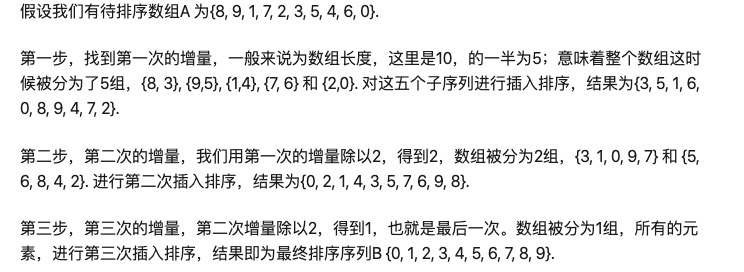 假设我们有待排序数组A 为{8, 9, 1, 7, 2, 3, 5, 4, 6, 0}.
第一步，找到第一次的增量，一般来说为数组长度，这里是10，的一半为5；意味着整个数组这时
候被分为了5组，{8, 3}, {9,5}, {1,4}, {7, 6} 和 {2,0}. 对这五个子序列进行插入排序，结果为{3, 5, 1, 6,
0, 8, 9, 4, 7, 2}.
第二步，第二次的增量，我们用第一次的增量除以2，得到2，数组被分为2组，{3, 1, 0, 9, 7} 和 {5,
6, 8, 4, 2}. 进行第二次插入排序，结果为{0, 2, 1, 4, 3, 5, 7, 6, 9, 8}.
第三步，第三次的增量，第二次增量除以2，得到1，也就是最后一次。数组被分为1组，所有的元
素，进行第三次插入排序，结果即为最终排序序列B {0, 1, 2, 3, 4, 5, 6, 7, 8, 9}.